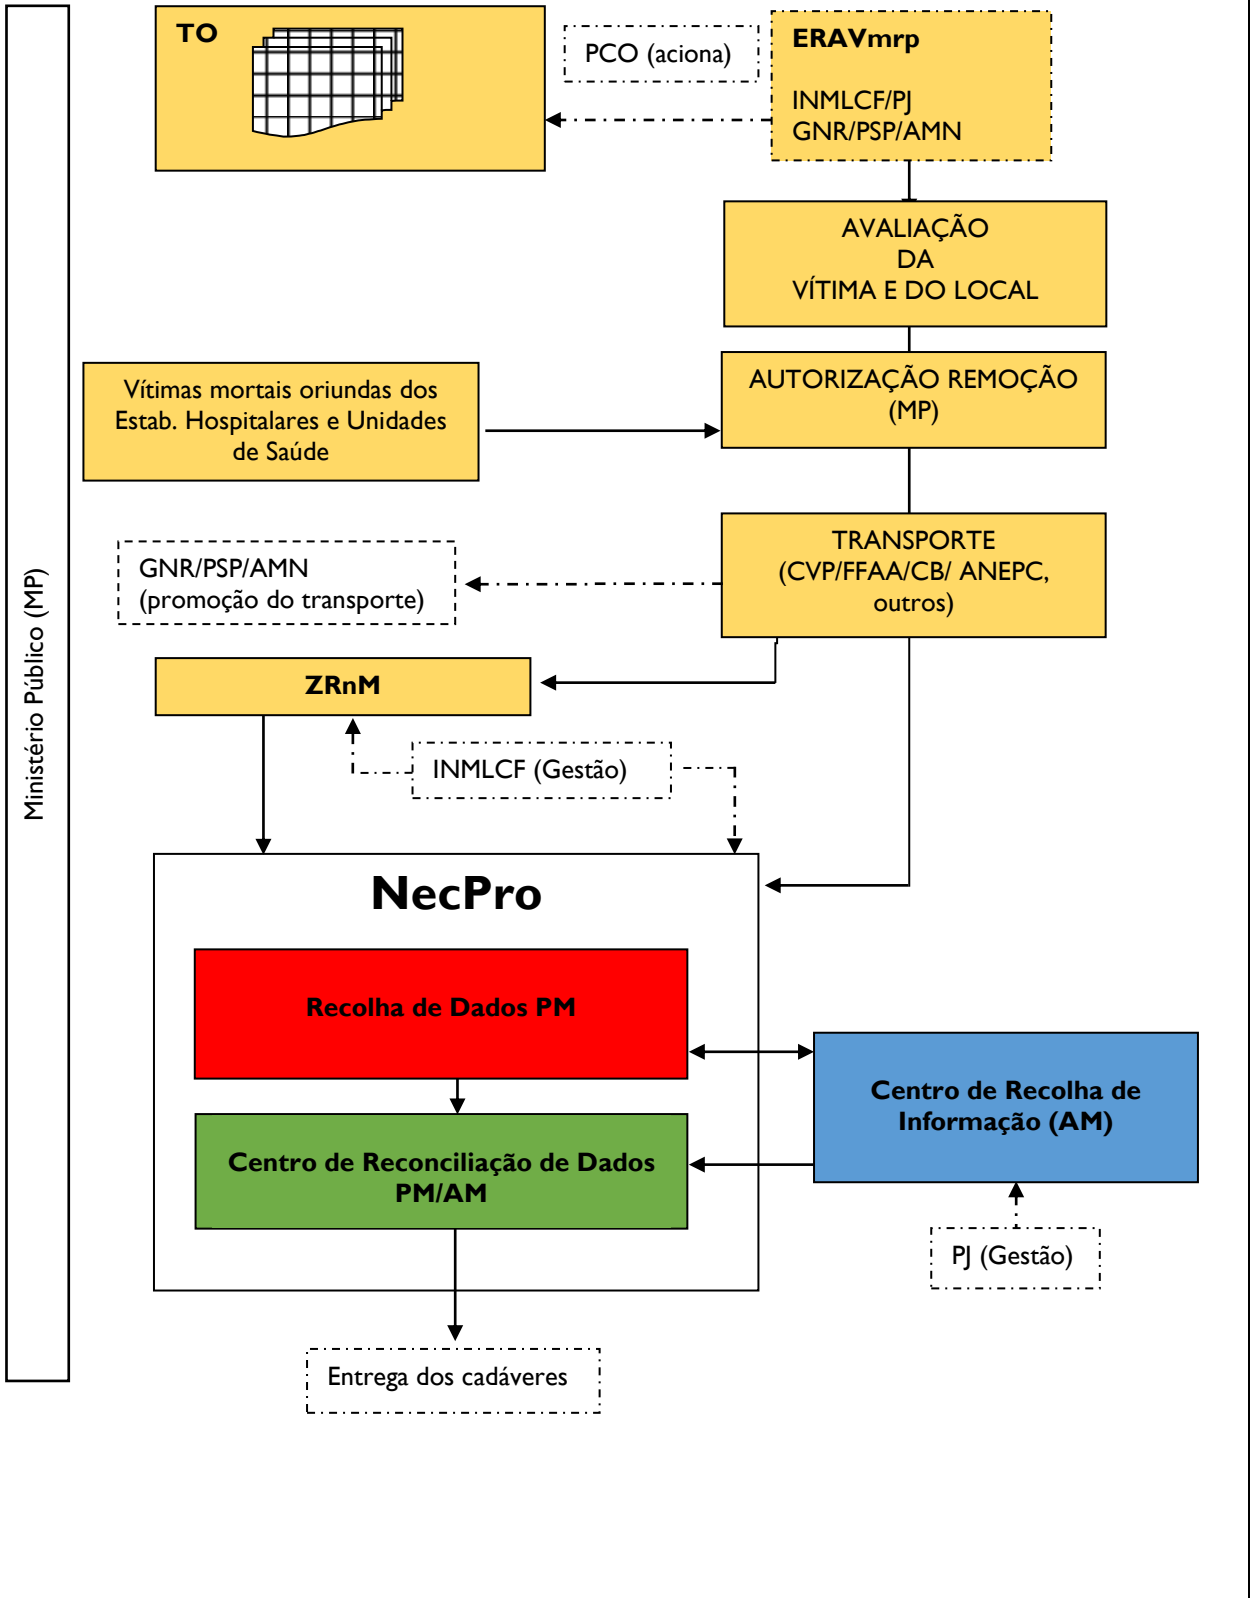 TO
PCO (aciona)
ERAVmrp
INMLCF/PJ
GNR/PSP/AMN
AVALIAÇÃO
DA
VÍTIMA E DO LOCAL
AUTORIZAÇÃO REMOÇÃO
(MP)
Vítimas mortais oriundas dos
Estab. Hospitalares e Unidades
de Saúde
TRANSPORTE
(CVP/FFAA/CB/ ANEPC,
outros)
GNR/PSP/AMN
(promoção do transporte)
Ministério Público (MP)
ZRnM
INMLCF (Gestão)
NecPro
Recolha de Dados PM
Centro de Recolha de
Informação (AM)
Centro de Reconciliação de Dados
PM/AM
PJ (Gestão)
Entrega dos cadáveres